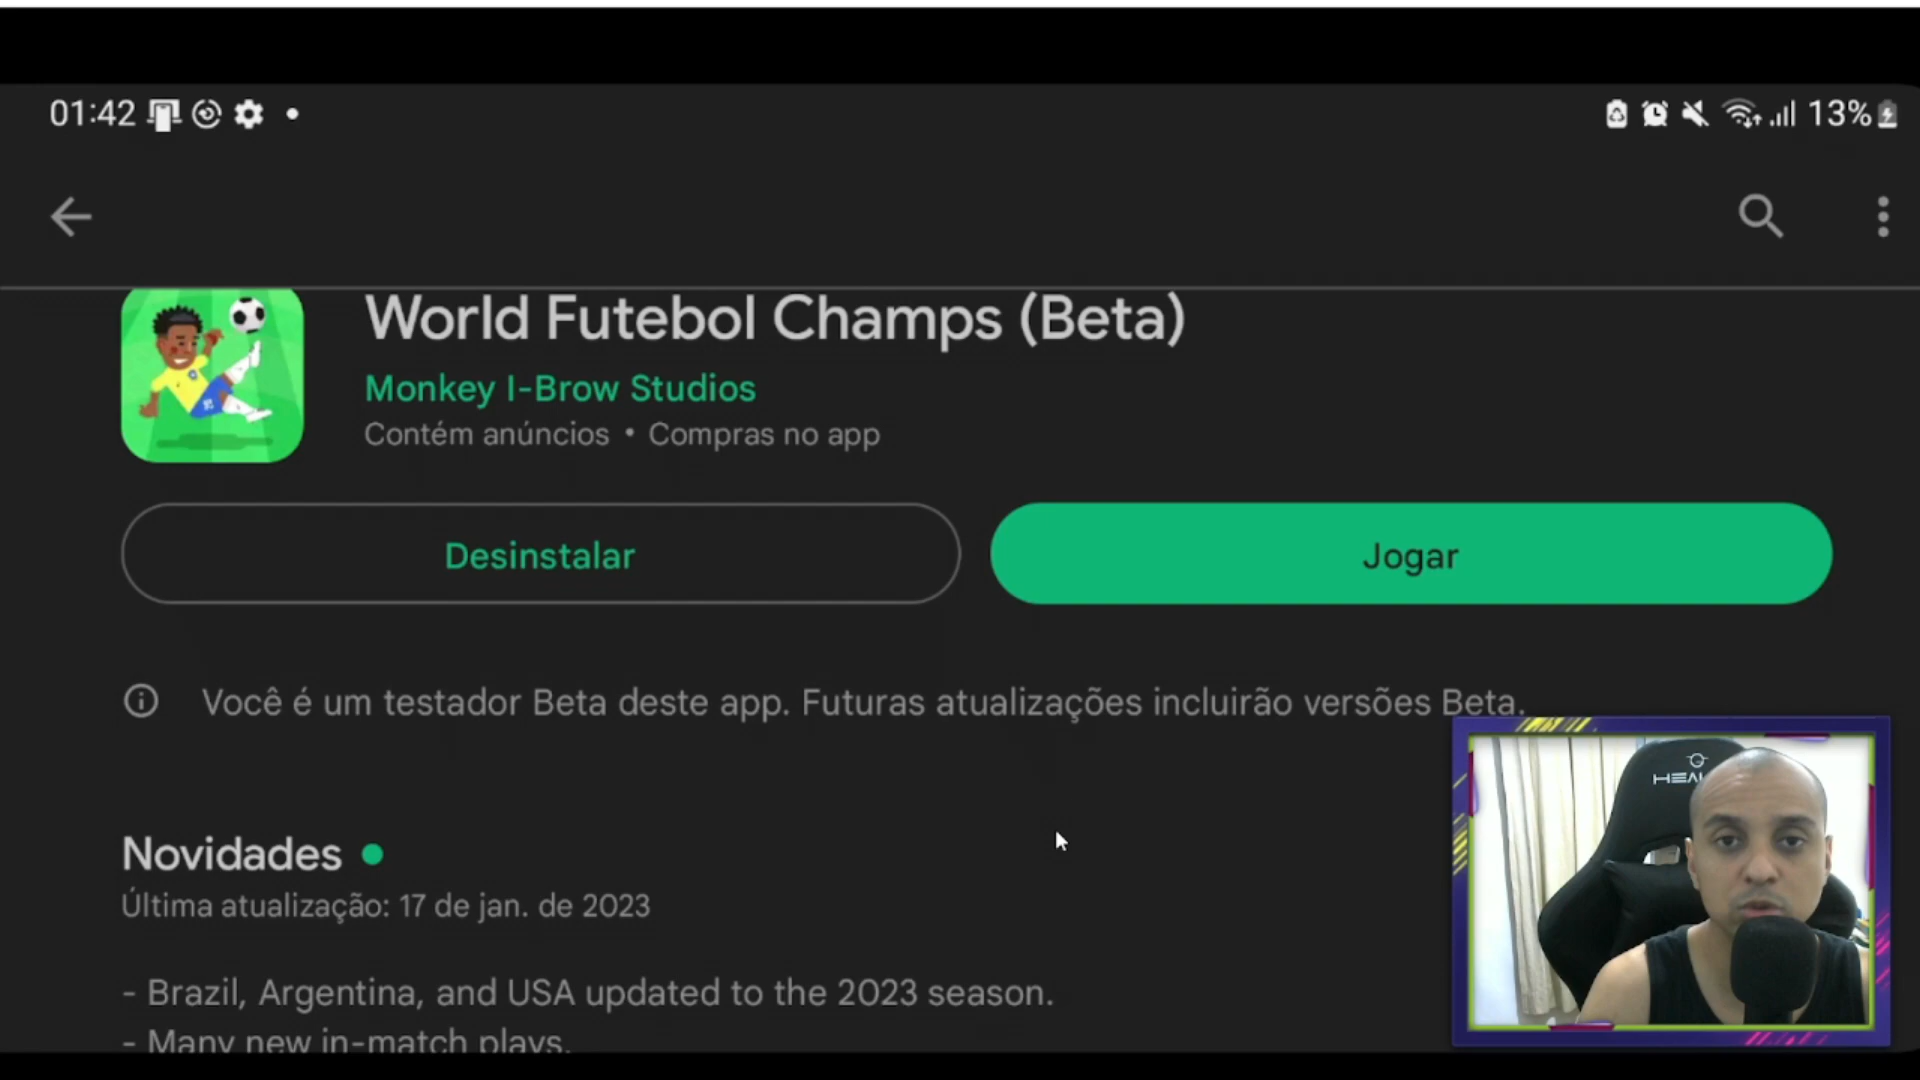 01:42
13%
World Futebol Champs (Beta)
Monkey I-Brow Studios
Contém anúncios • Compras no app
Desinstalar
Jogar
Você é um testador Beta deste app. Futuras atualizações incluirão versões Beta.
Novidades
Última atualização: 17 de jan. de 2023
- Brazil, Argentina, and USA updated to the 2023 season.
- Many new in-match plays.